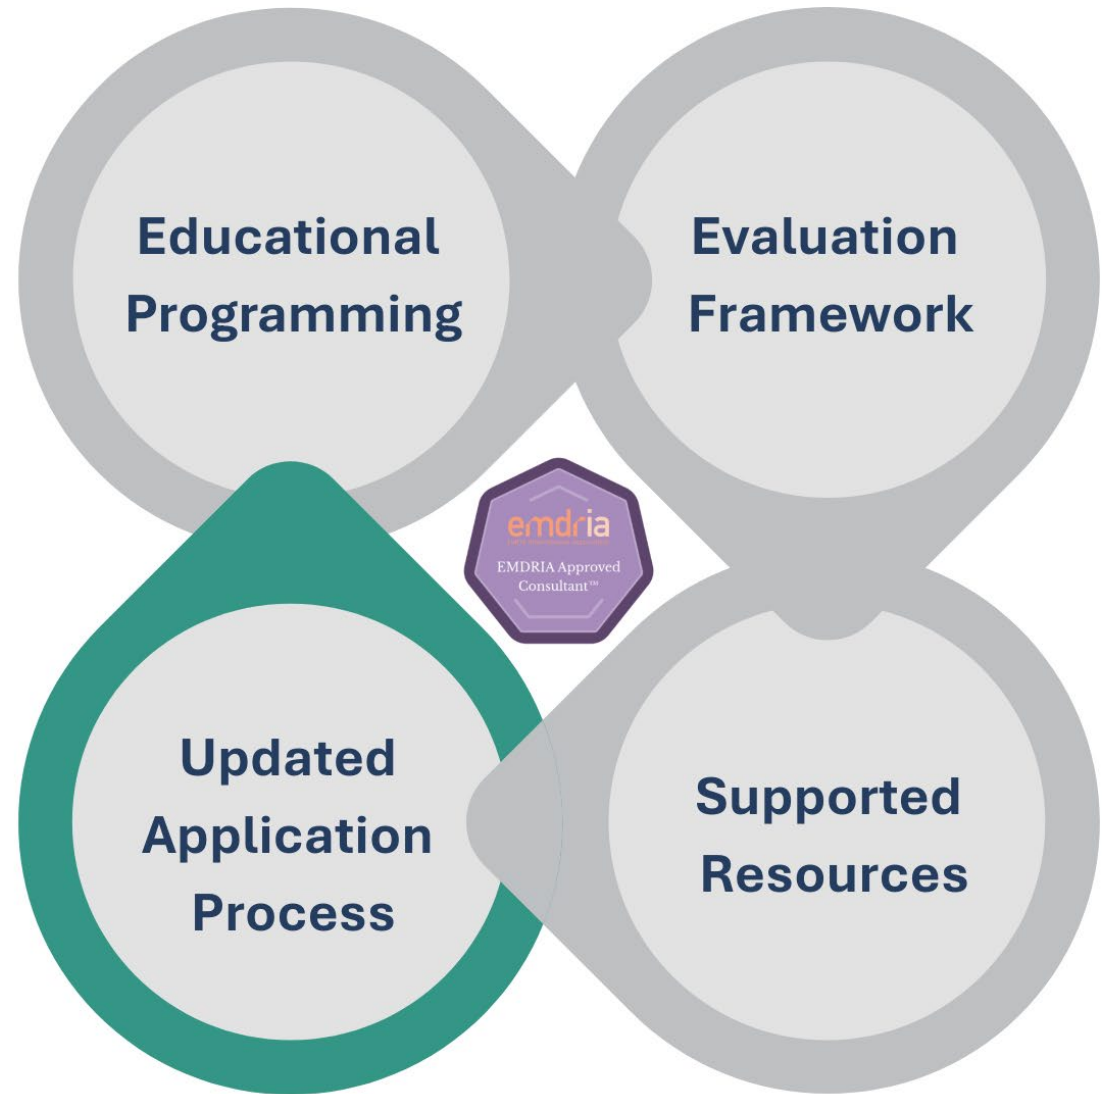 Educational
Programming
Evaluation
Framework
emdria
EMDRIA Approved
Consultant™
Updated
Application
Process
Supported
Resources